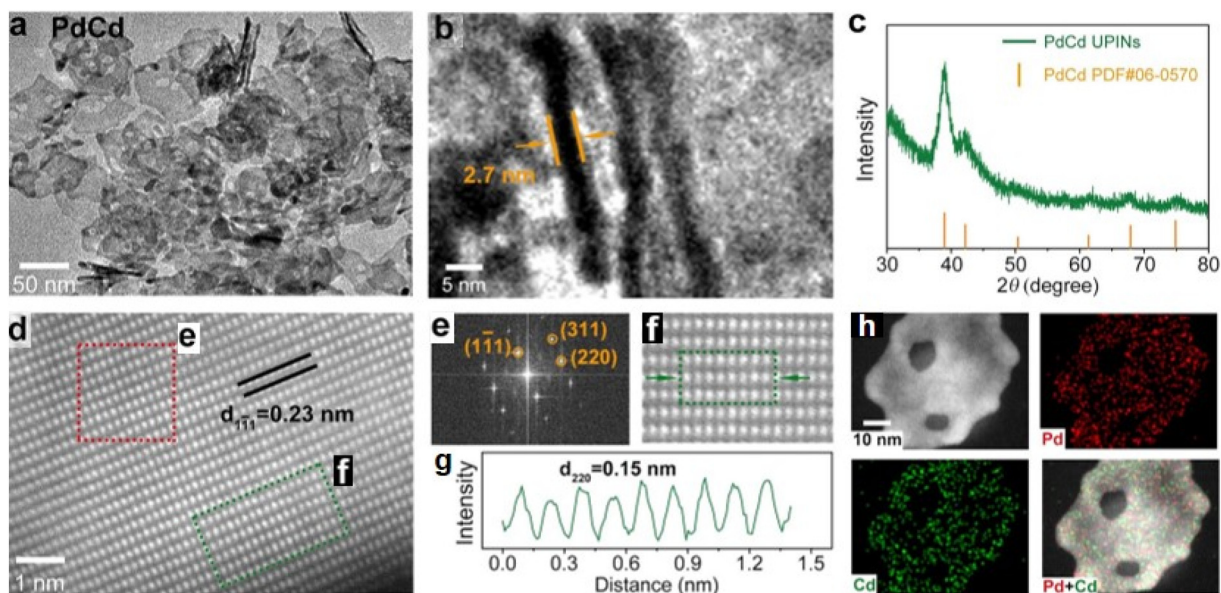 a PdCd
50 nm
b
2.7 nm
5 nm
c
PdCd UPINs
PdCd PDF#06-0570
Intensity
30 40 50 60 70 80
2θ (degree)
d
e
d11̄1=0.23 nm
f
1 nm
e
(11̄1)
(311)
(220)
f
g
d220=0.15 nm
Intensity
0.0 0.3 0.6 0.9 1.2 1.5
Distance (nm)
h
10 nm
Pd
Cd
Pd+Cd